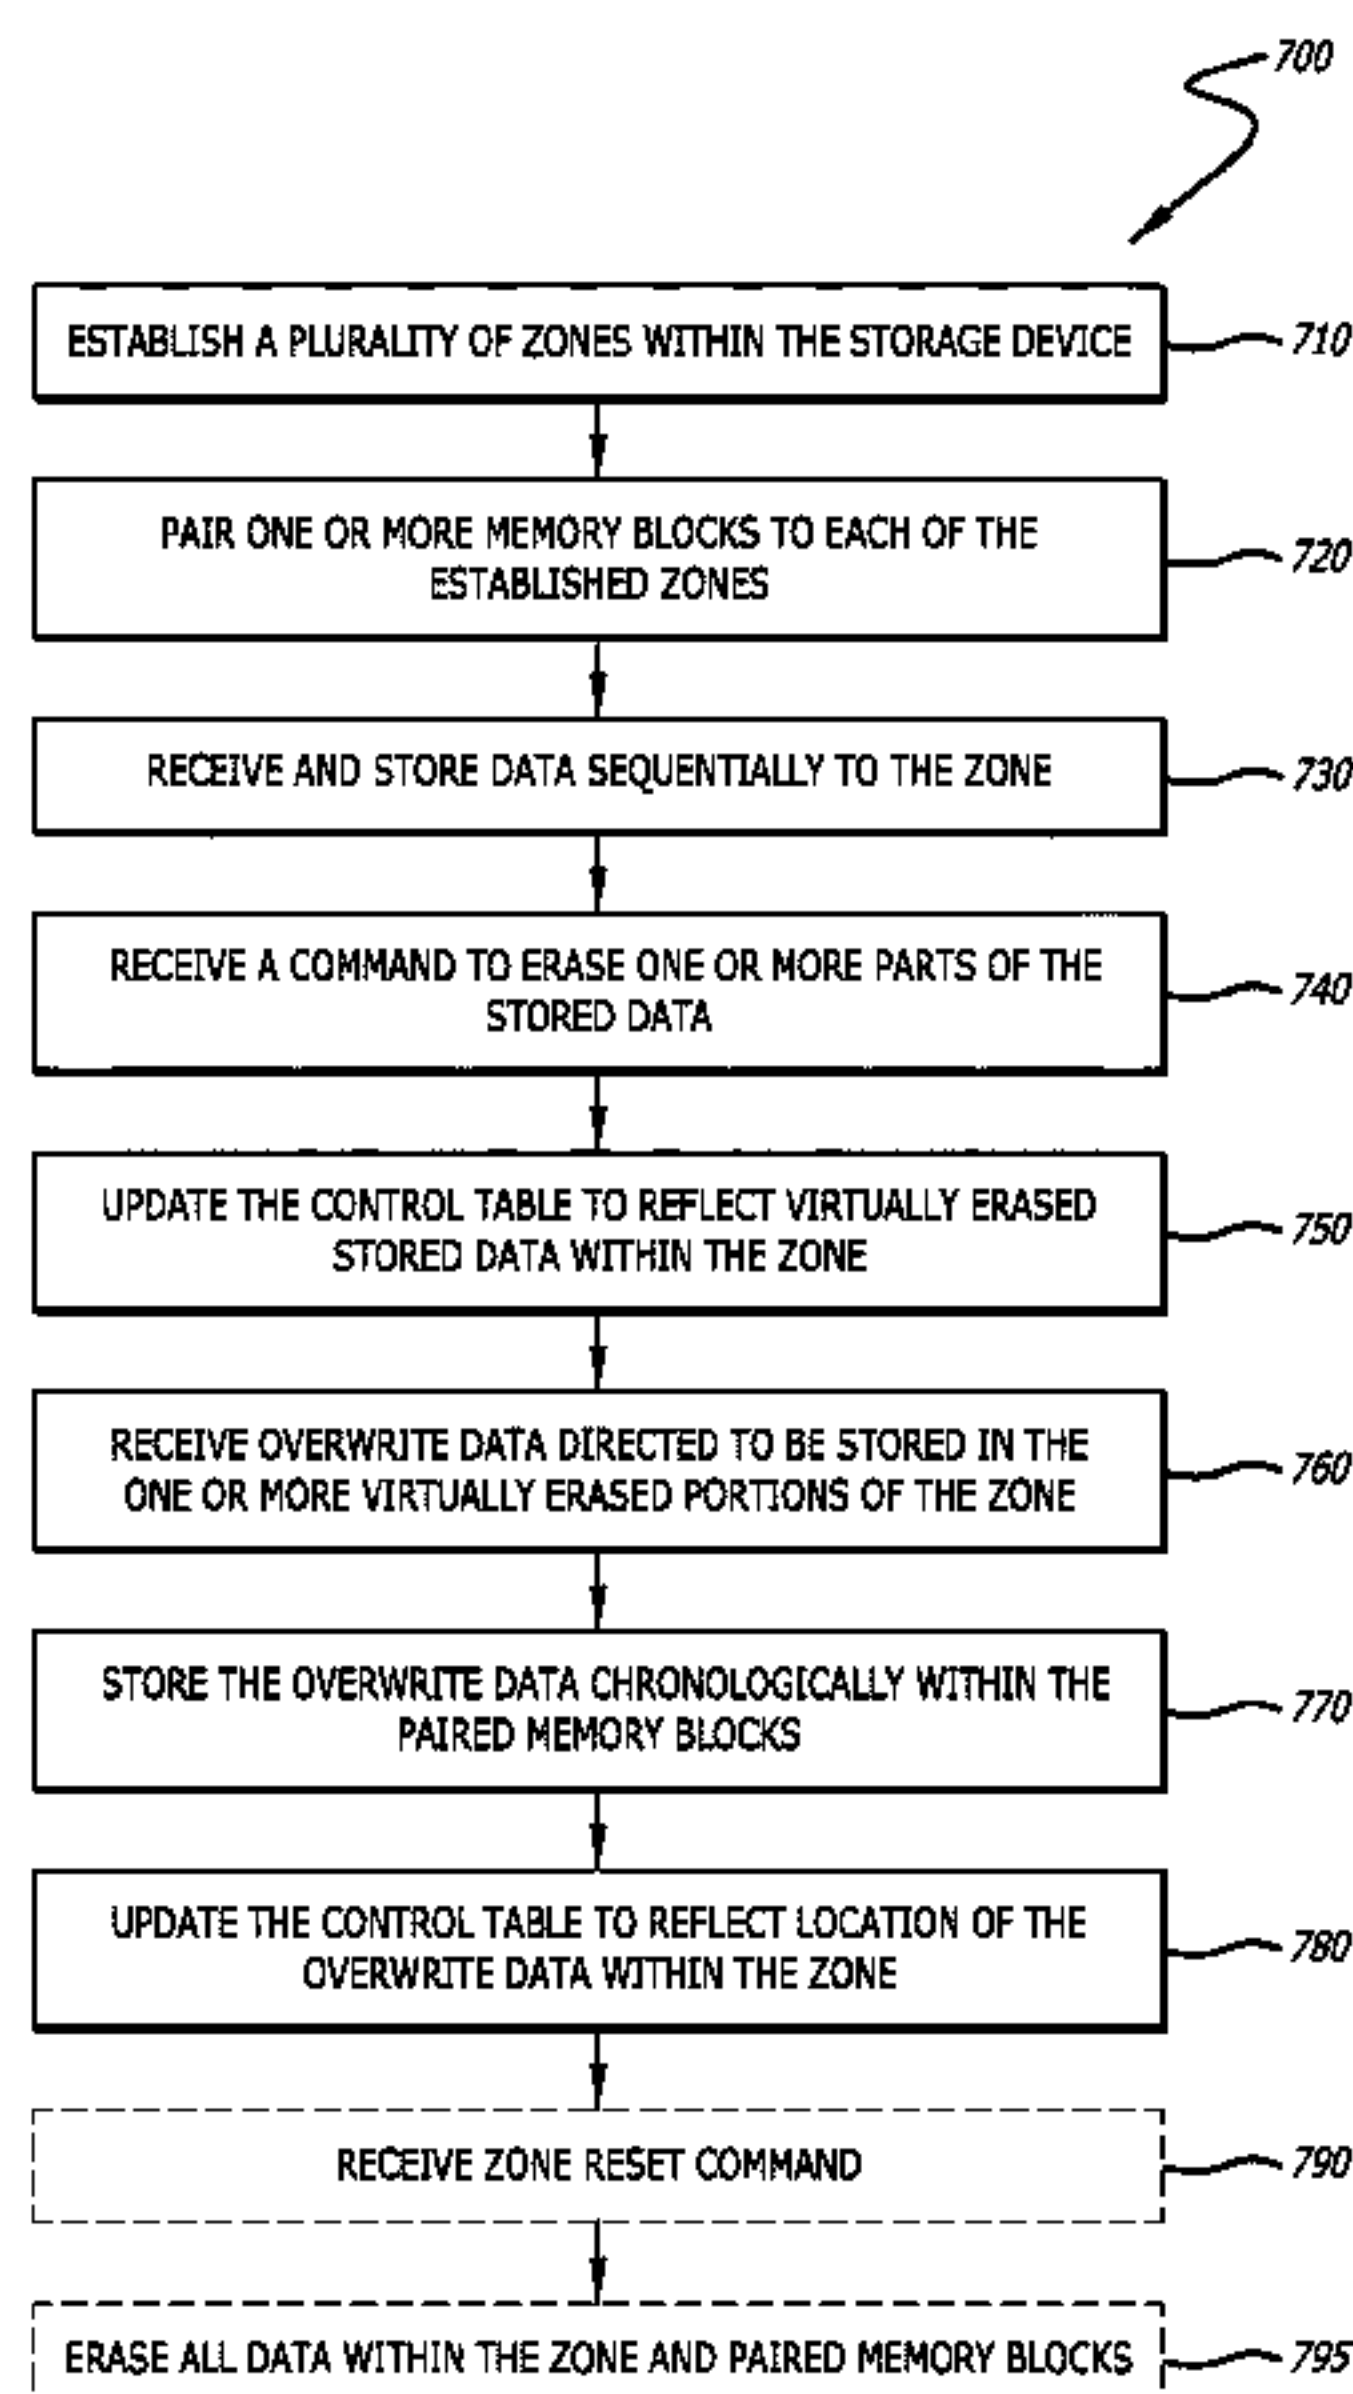 700
ESTABLISH A PLURALITY OF ZONES WITHIN THE STORAGE DEVICE
710
PAIR ONE OR MORE MEMORY BLOCKS TO EACH OF THE
ESTABLISHED ZONES
720
RECEIVE AND STORE DATA SEQUENTIALLY TO THE ZONE
730
RECEIVE A COMMAND TO ERASE ONE OR MORE PARTS OF THE
STORED DATA
740
UPDATE THE CONTROL TABLE TO REFLECT VIRTUALLY ERASED
STORED DATA WITHIN THE ZONE
750
RECEIVE OVERWRITE DATA DIRECTED TO BE STORED IN THE
ONE OR MORE VIRTUALLY ERASED PORTIONS OF THE ZONE
760
STORE THE OVERWRITE DATA CHRONOLOGICALLY WITHIN THE
PAIRED MEMORY BLOCKS
770
UPDATE THE CONTROL TABLE TO REFLECT LOCATION OF THE
OVERWRITE DATA WITHIN THE ZONE
780
RECEIVE ZONE RESET COMMAND
790
ERASE ALL DATA WITHIN THE ZONE AND PAIRED MEMORY BLOCKS
795